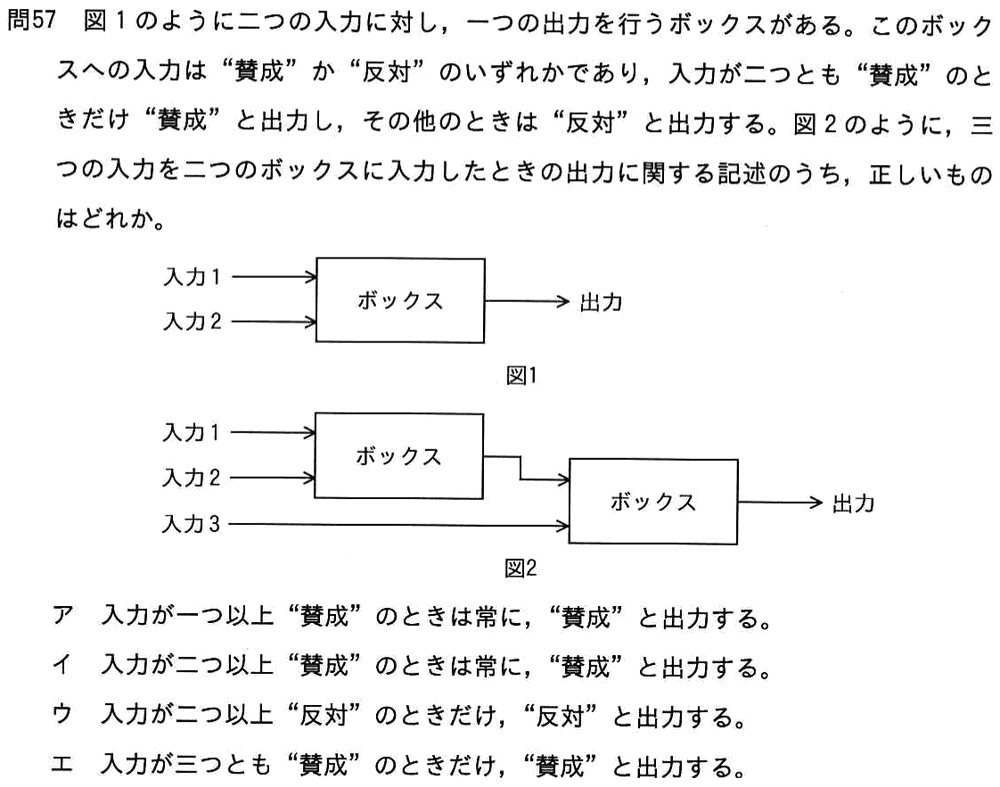 問57　図1のように二つの入力に対し，一つの出力を行うボックスがある。このボック
スへの入力は“賛成”か“反対”のいずれかであり，入力が二つとも“賛成”のと
きだけ“賛成”と出力し，その他のときは“反対”と出力する。図2のように，三
つの入力を二つのボックスに入力したときの出力に関する記述のうち，正しいもの
はどれか。
入力1
ボックス
出力
入力2
図1
入力1
ボックス
入力2
ボックス
出力
入力3
図2
ア　入力が一つ以上“賛成”のときは常に，“賛成”と出力する。
イ　入力が二つ以上“賛成”のときは常に，“賛成”と出力する。
ウ　入力が二つ以上“反対”のときだけ，“反対”と出力する。
エ　入力が三つとも“賛成”のときだけ，“賛成”と出力する。